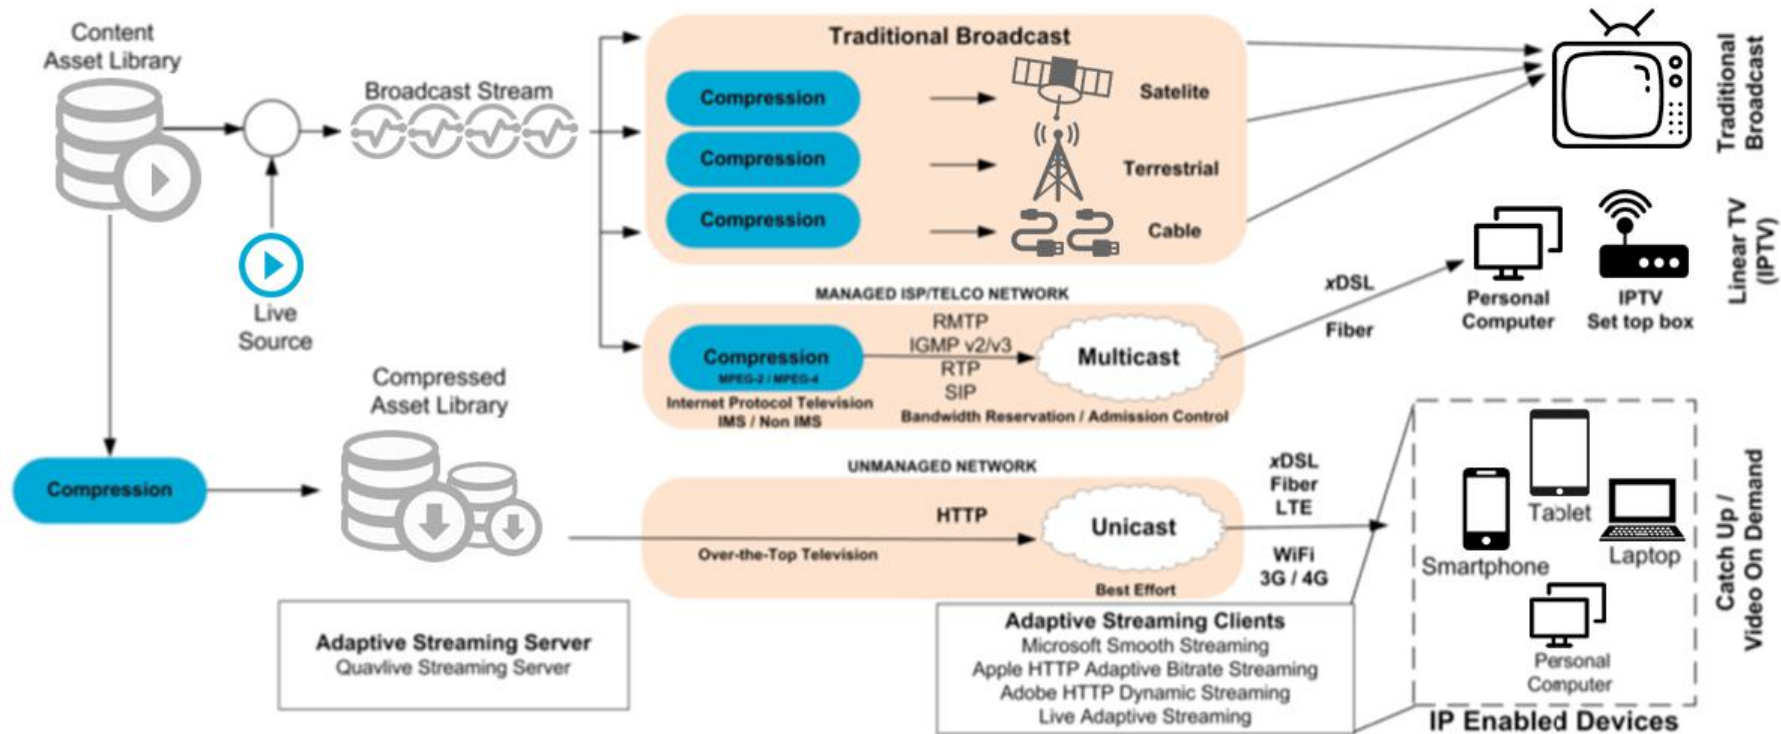 Content
Asset Library
Broadcast Stream
Live
Source
Traditional Broadcast
Compression
Satelite
Compression
Terrestrial
Compression
Cable
Traditional
Broadcast
MANAGED ISP/TELCO NETWORK
Compression
MPEG-2 / MPEG-4
RMTP
IGMP v2/v3
RTP
SIP
Multicast
Internet Protocol Television
IMS / Non IMS
Bandwidth Reservation / Admission Control
xDSL
Fiber
Personal
Computer
IPTV
Set top box
Linear TV
(IPTV)
Compression
Compressed
Asset Library
UNMANAGED NETWORK
HTTP
Over-the-Top Television
Unicast
Best Effort
xDSL
Fiber
LTE
WiFi
3G / 4G
Tablet
Smartphone
Laptop
Personal
Computer
IP Enabled Devices
Catch Up /
Video On Demand
Adaptive Streaming Server
Quavlive Streaming Server
Adaptive Streaming Clients
Microsoft Smooth Streaming
Apple HTTP Adaptive Bitrate Streaming
Adobe HTTP Dynamic Streaming
Live Adaptive Streaming